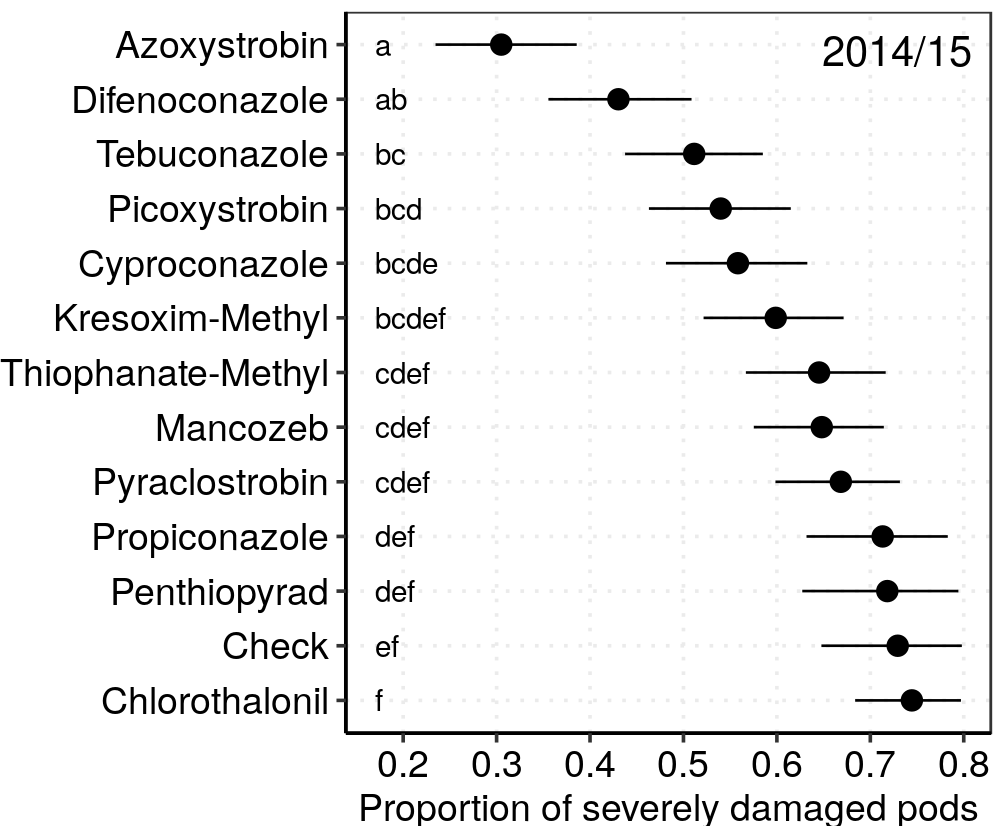 2014/15
Azoxystrobin a
Difenoconazole ab
Tebuconazole bc
Picoxystrobin bcd
Cyproconazole bcde
Kresoxim-Methyl bcdef
Thiophanate-Methyl cdef
Mancozeb cdef
Pyraclostrobin cdef
Propiconazole def
Penthiopyrad def
Check ef
Chlorothalonil f
0.2 0.3 0.4 0.5 0.6 0.7 0.8
Proportion of severely damaged pods